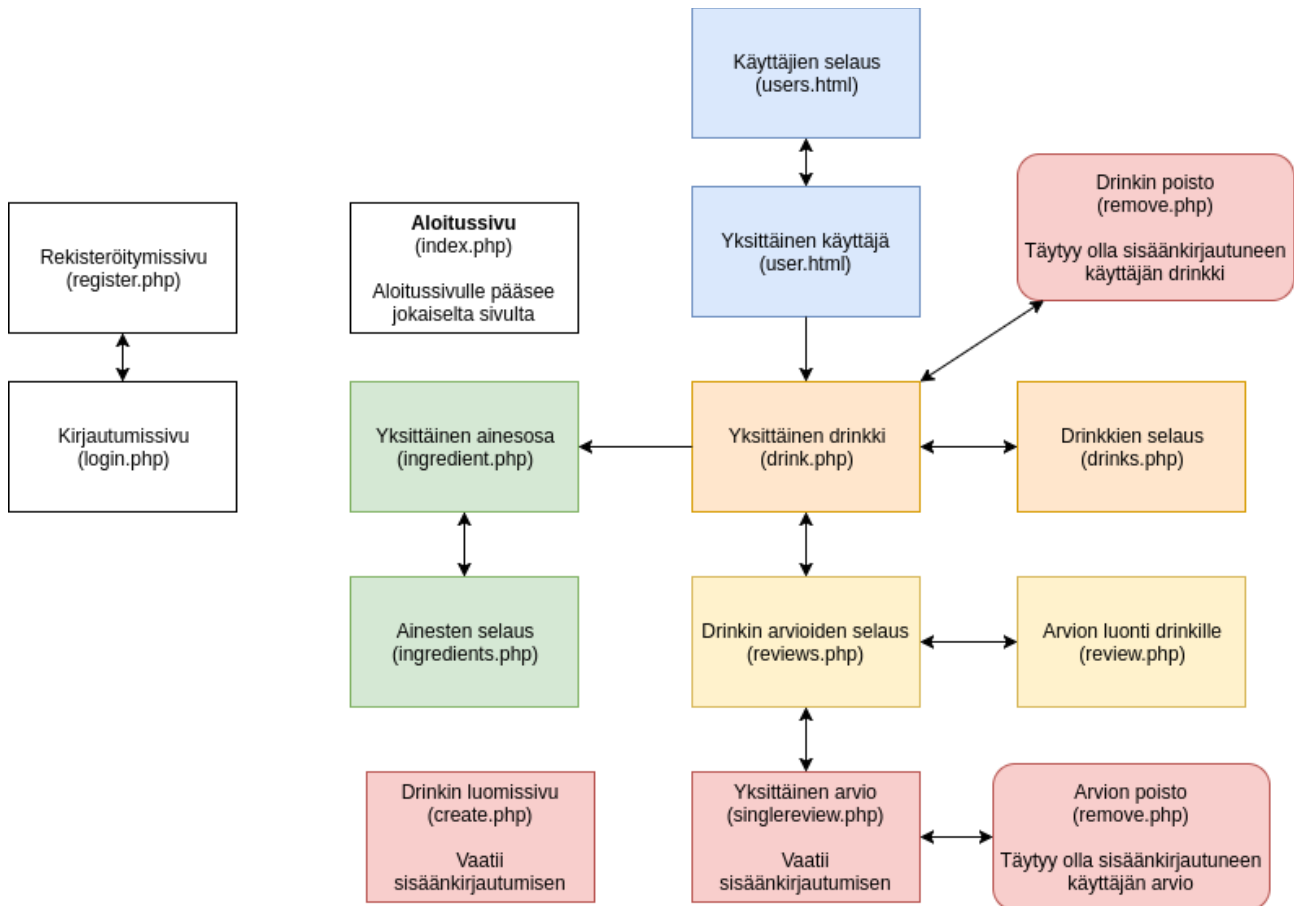 Käyttäjien selaus
(users.html)
Drinkin poisto
(remove.php)
Täytyy olla sisäänkirjautuneen
käyttäjän drinkki
Rekisteröitymissivu
(register.php)
Aloitussivu
(index.php)
Aloitussivulle pääsee
jokaiselta sivulta
Yksittäinen käyttäjä
(user.html)
Kirjautumissivu
(login.php)
Yksittäinen ainesosa
(ingredient.php)
Yksittäinen drinkki
(drink.php)
Drinkkien selaus
(drinks.php)
Ainesten selaus
(ingredients.php)
Drinkin arvioiden selaus
(reviews.php)
Arvion luonti drinkille
(review.php)
Drinkin luomissivu
(create.php)
Vaatii
sisäänkirjautumisen
Yksittäinen arvio
(singlereview.php)
Vaatii
sisäänkirjautumisen
Arvion poisto
(remove.php)
Täytyy olla sisäänkirjautuneen
käyttäjän arvio